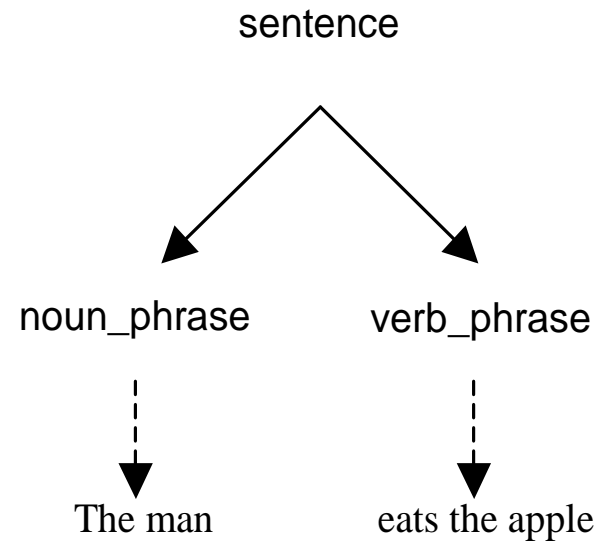 sentence
noun_phrase verb_phrase
The man eats the apple